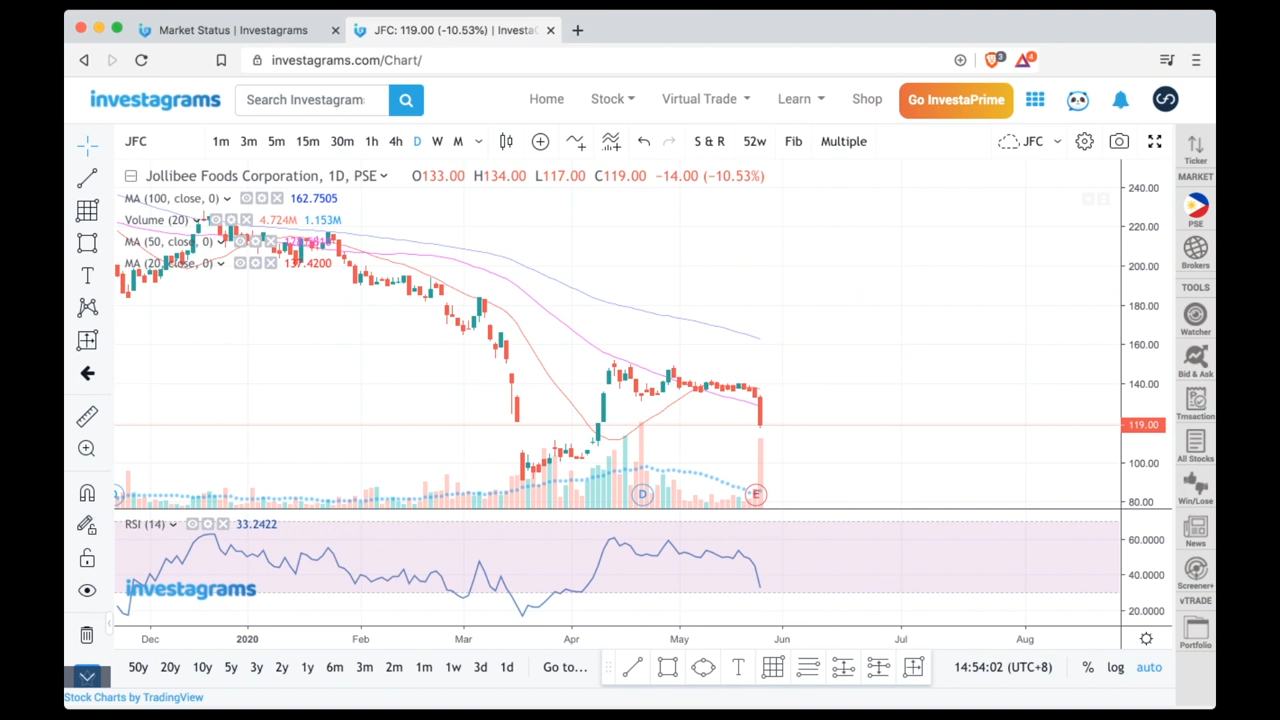 Market Status | Investagrams
JFC: 119.00 (-10.53%) | Investa
investagrams.com/Chart/
3
4
investagrams
Search Investagram
Home
Stock
Virtual Trade
Learn
Shop
Go InvestaPrime
JFC
1m 3m 5m 15m 30m 1h 4h D W M
S & R
52w
Fib
Multiple
JFC
Jollibee Foods Corporation, 1D, PSE
O133.00 H134.00 L117.00 C119.00 −14.00 (−10.53%)
MA (100, close, 0) 162.7505
Volume (20) 4.724M 1.153M
MA (50, close, 0)
MA (20, close, 0) 137.4200
240.00
220.00
200.00
180.00
160.00
140.00
119.00
100.00
80.00
D
E
RSI (14) 33.2422
investagrams
60.0000
40.0000
20.0000
Dec 2020 Feb Mar Apr May Jun Jul Aug
50y 20y 10y 5y 3y 2y 1y 6m 3m 2m 1m 1w 3d 1d Go to...
T
14:54:02 (UTC+8)
% log auto
Stock Charts by TradingView
Ticker
MARKET
PSE
Brokers
TOOLS
Watcher
Bid & Ask
Trnsaction
All Stocks
Win/Lose
News
Screener+
vTRADE
Portfolio